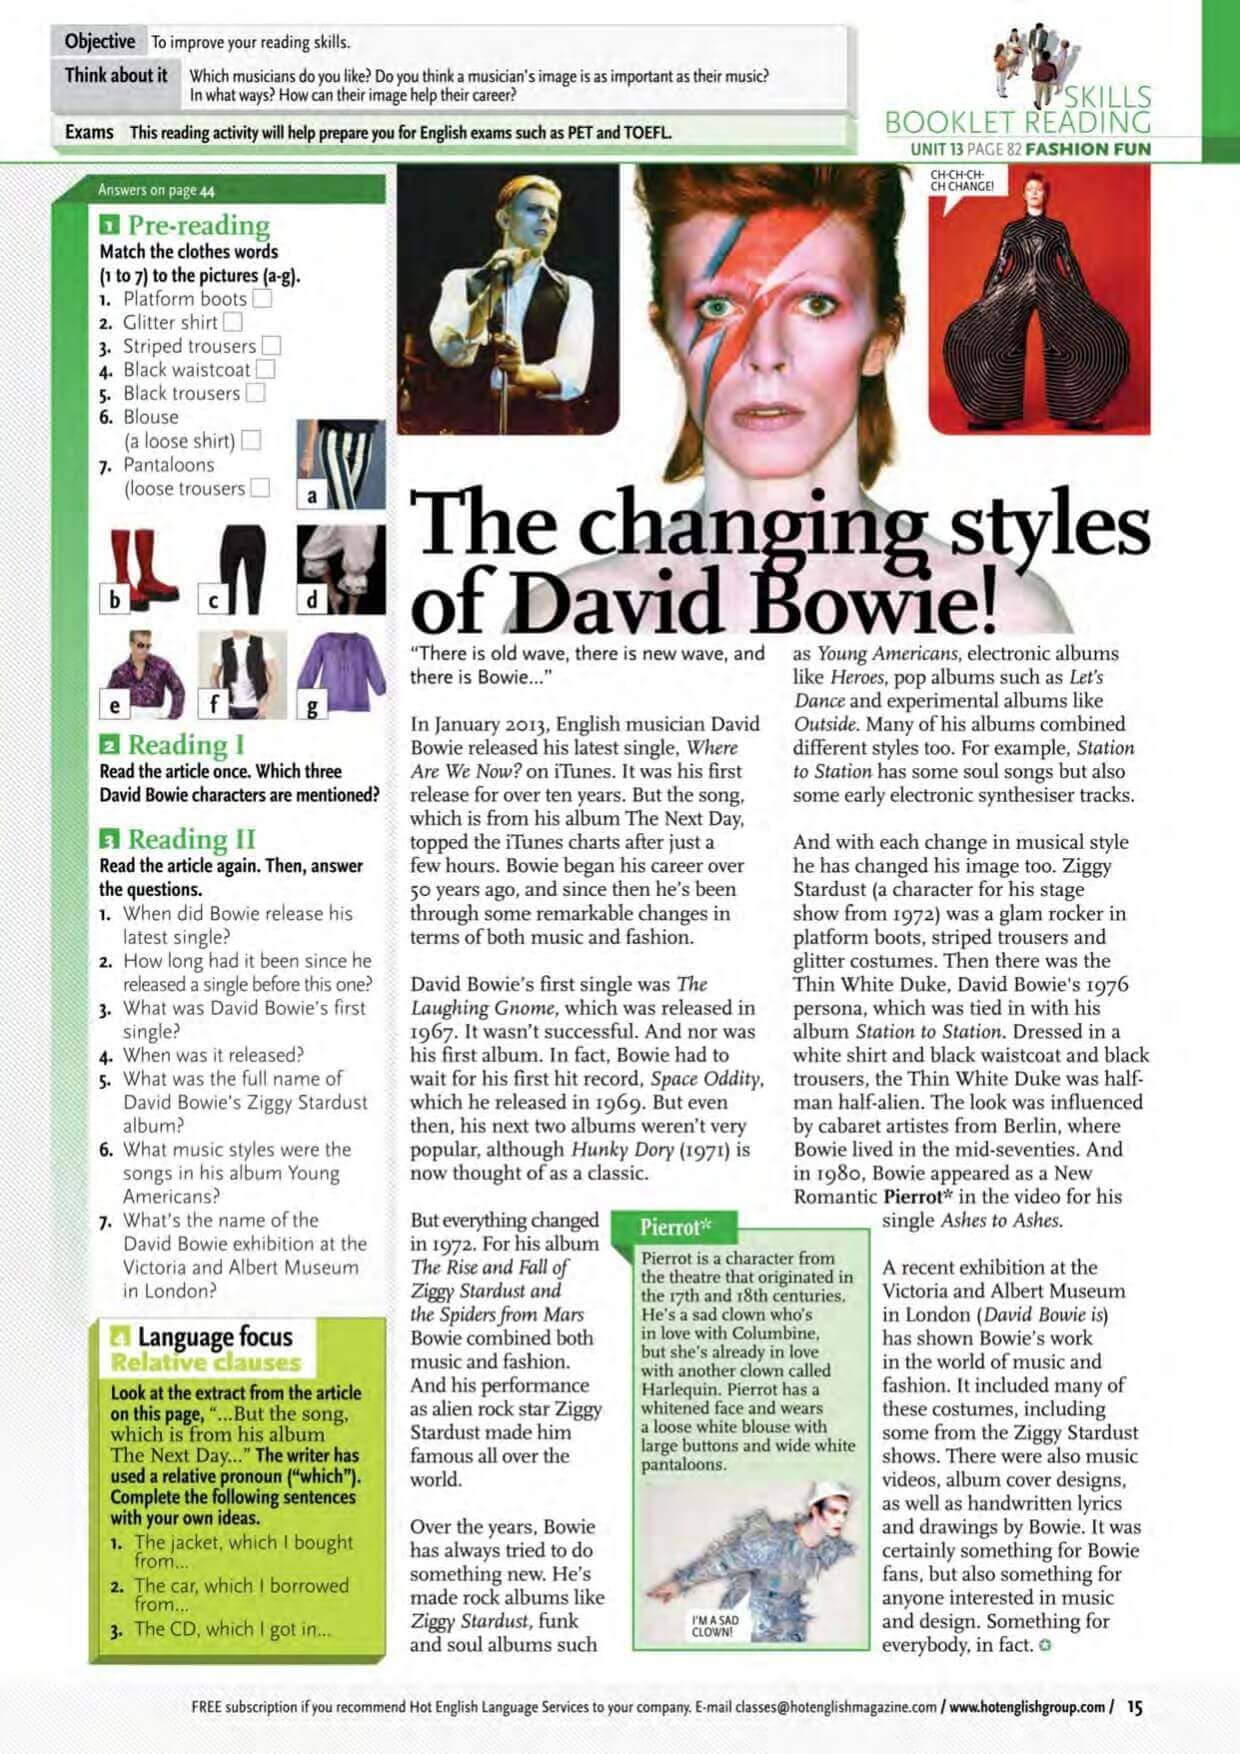 Objective To improve your reading skills.
Think about it Which musicians do you like? Do you think a musician's image is as important as their music?
In what ways? How can their image help their career?
Exams This reading activity will help prepare you for English exams such as PET and TOEFL.
SKILLS
BOOKLET READING
UNIT 13 PAGE 82 FASHION FUN
Answers on page 44
1 Pre-reading
Match the clothes words
(1 to 7) to the pictures (a-g).
1. Platform boots
2. Glitter shirt
3. Striped trousers
4. Black waistcoat
5. Black trousers
6. Blouse
(a loose shirt)
7. Pantaloons
(loose trousers
a
b
c
d
e
f
g
2 Reading I
Read the article once. Which three
David Bowie characters are mentioned?
3 Reading II
Read the article again. Then, answer
the questions.
1. When did Bowie release his
latest single?
2. How long had it been since he
released a single before this one?
3. What was David Bowie's first
single?
4. When was it released?
5. What was the full name of
David Bowie's Ziggy Stardust
album?
6. What music styles were the
songs in his album Young
Americans?
7. What's the name of the
David Bowie exhibition at the
Victoria and Albert Museum
in London?
4 Language focus
Relative clauses
Look at the extract from the article
on this page, "...But the song,
which is from his album
The Next Day..." The writer has
used a relative pronoun ("which").
Complete the following sentences
with your own ideas.
1. The jacket, which I bought
from...
2. The car, which I borrowed
from...
3. The CD, which I got in...
CH-CH-CH-
CH CHANGE!
The changing styles
of David Bowie!
"There is old wave, there is new wave, and
there is Bowie..."
In January 2013, English musician David
Bowie released his latest single, Where
Are We Now? on iTunes. It was his first
release for over ten years. But the song,
which is from his album The Next Day,
topped the iTunes charts after just a
few hours. Bowie began his career over
50 years ago, and since then he's been
through some remarkable changes in
terms of both music and fashion.
David Bowie's first single was The
Laughing Gnome, which was released in
1967. It wasn't successful. And nor was
his first album. In fact, Bowie had to
wait for his first hit record, Space Oddity,
which he released in 1969. But even
then, his next two albums weren't very
popular, although Hunky Dory (1971) is
now thought of as a classic.
But everything changed
in 1972. For his album
The Rise and Fall of
Ziggy Stardust and
the Spiders from Mars
Bowie combined both
music and fashion.
And his performance
as alien rock star Ziggy
Stardust made him
famous all over the
world.
Over the years, Bowie
has always tried to do
something new. He's
made rock albums like
Ziggy Stardust, funk
and soul albums such
as Young Americans, electronic albums
like Heroes, pop albums such as Let's
Dance and experimental albums like
Outside. Many of his albums combined
different styles too. For example, Station
to Station has some soul songs but also
some early electronic synthesiser tracks.
And with each change in musical style
he has changed his image too. Ziggy
Stardust (a character for his stage
show from 1972) was a glam rocker in
platform boots, striped trousers and
glitter costumes. Then there was the
Thin White Duke, David Bowie's 1976
persona, which was tied in with his
album Station to Station. Dressed in a
white shirt and black waistcoat and black
trousers, the Thin White Duke was half-
man half-alien. The look was influenced
by cabaret artistes from Berlin, where
Bowie lived in the mid-seventies. And
in 1980, Bowie appeared as a New
Romantic Pierrot* in the video for his
single Ashes to Ashes.
A recent exhibition at the
Victoria and Albert Museum
in London (David Bowie is)
has shown Bowie's work
in the world of music and
fashion. It included many of
these costumes, including
some from the Ziggy Stardust
shows. There were also music
videos, album cover designs,
as well as handwritten lyrics
and drawings by Bowie. It was
certainly something for Bowie
fans, but also something for
anyone interested in music
and design. Something for
everybody, in fact.
Pierrot*
Pierrot is a character from
the theatre that originated in
the 17th and 18th centuries.
He's a sad clown who's
in love with Columbine,
but she's already in love
with another clown called
Harlequin. Pierrot has a
whitened face and wears
a loose white blouse with
large buttons and wide white
pantaloons.
I'M A SAD
CLOWN!
FREE subscription if you recommend Hot English Language Services to your company. E-mail classes@hotenglishmagazine.com / www.hotenglishgroup.com / 15